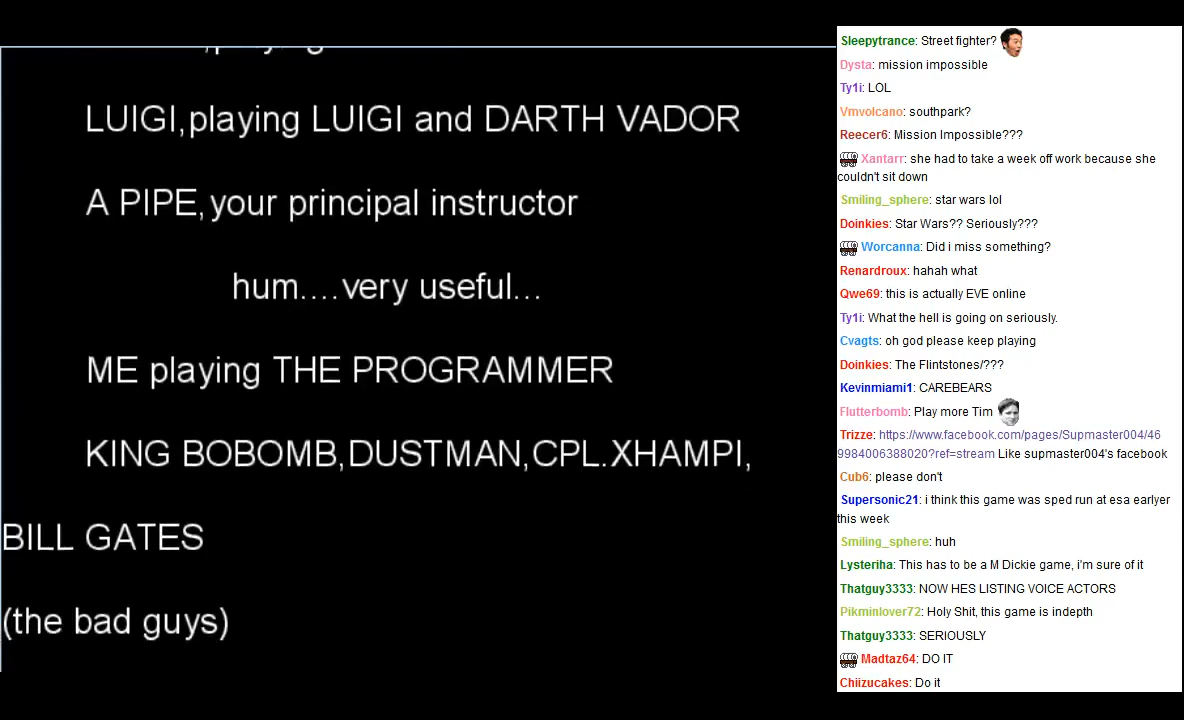 LUIGI,playing LUIGI and DARTH VADOR
A PIPE,your principal instructor
hum....very useful...
ME playing THE PROGRAMMER
KING BOBOMB,DUSTMAN,CPL.XHAMPI,
BILL GATES
(the bad guys)
Sleepytrance: Street fighter?
Dysta: mission impossible
Ty1i: LOL
Vmvolcano: southpark?
Reecer6: Mission Impossible???
Xantarr: she had to take a week off work because she
couldn't sit down
Smiling_sphere: star wars lol
Doinkies: Star Wars?? Seriously???
Worcanna: Did i miss something?
Renardroux: hahah what
Qwe69: this is actually EVE online
Ty1i: What the hell is going on seriously.
Cvagts: oh god please keep playing
Doinkies: The Flintstones/???
Kevinmiami1: CAREBEARS
Flutterbomb: Play more Tim
Trizze: https://www.facebook.com/pages/Supmaster004/46
9984006388020?ref=stream Like supmaster004's facebook
Cub6: please don't
Supersonic21: i think this game was sped run at esa earlyer
this week
Smiling_sphere: huh
Lysteriha: This has to be a M Dickie game, i'm sure of it
Thatguy3333: NOW HES LISTING VOICE ACTORS
Pikminlover72: Holy Shit, this game is indepth
Thatguy3333: SERIOUSLY
Madtaz64: DO IT
Chiizucakes: Do it